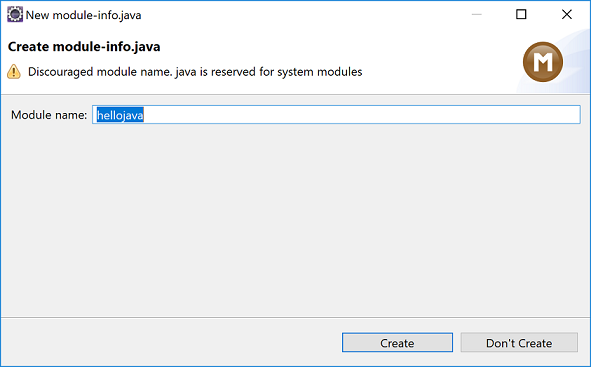 New module-info.java
Create module-info.java
Discouraged module name. java is reserved for system modules
M
Module name: hellojava
Create Don't Create